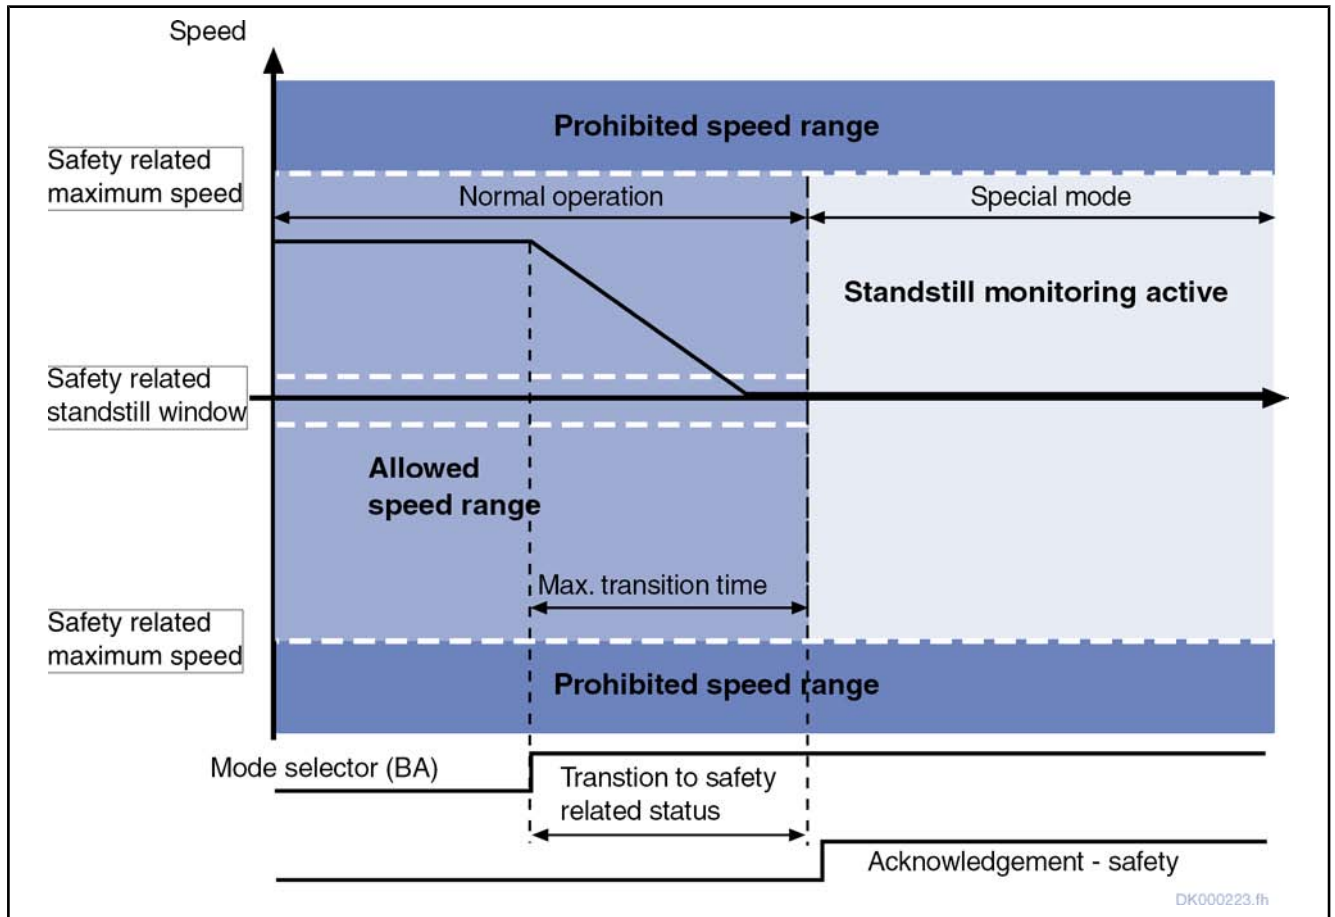 Speed
Prohibited speed range
Safety related
maximum speed
Normal operation
Special mode
Standstill monitoring active
Safety related
standstill window
Allowed
speed range
Max. transition time
Safety related
maximum speed
Prohibited speed range
Mode selector (BA)
Transtion to safety
related status
Acknowledgement - safety
DK000223.fh